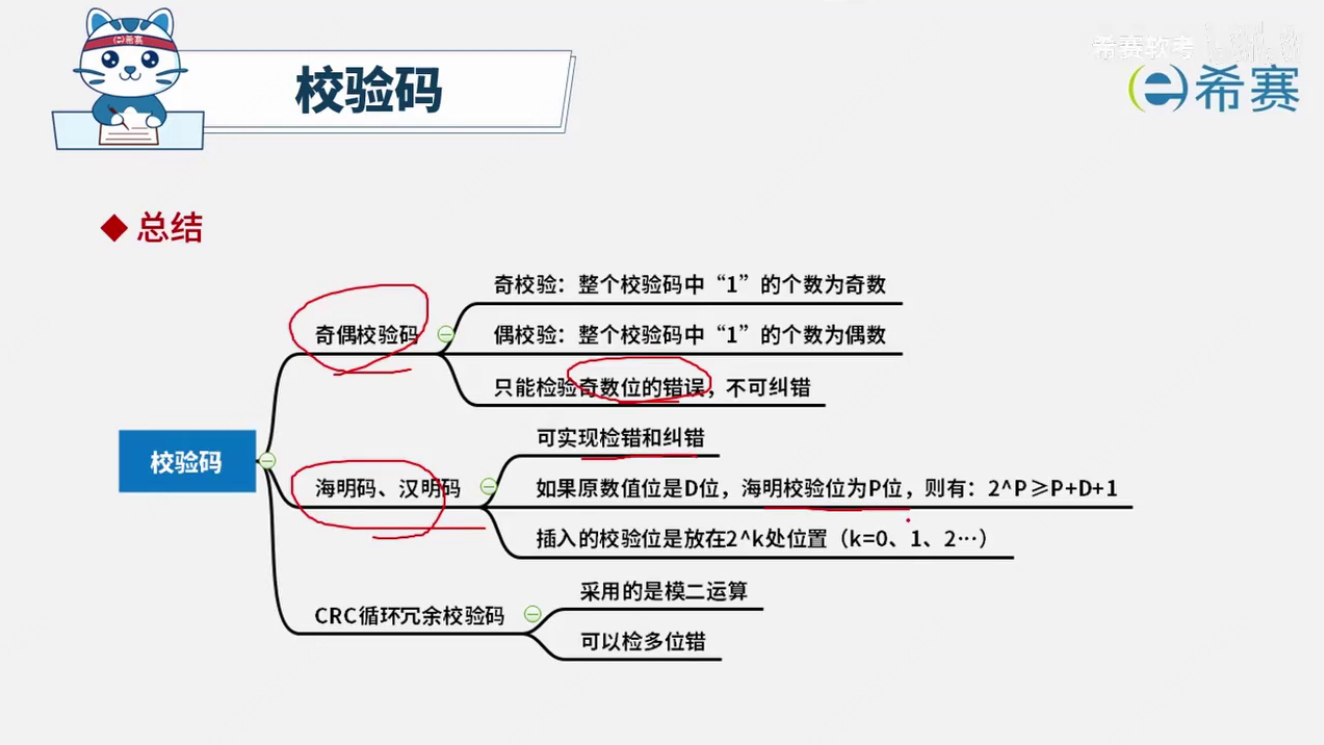 希赛
校验码
希赛软考
希赛
总结
奇校验：整个校验码中“1”的个数为奇数
奇偶校验码
偶校验：整个校验码中“1”的个数为偶数
只能检验奇数位的错误，不可纠错
校验码
可实现检错和纠错
海明码、汉明码
如果原数值位是D位，海明校验位为P位，则有：2^P≥P+D+1
插入的校验位是放在2^k处位置（k=0、1、2…）
CRC循环冗余校验码
采用的是模二运算
可以检多位错